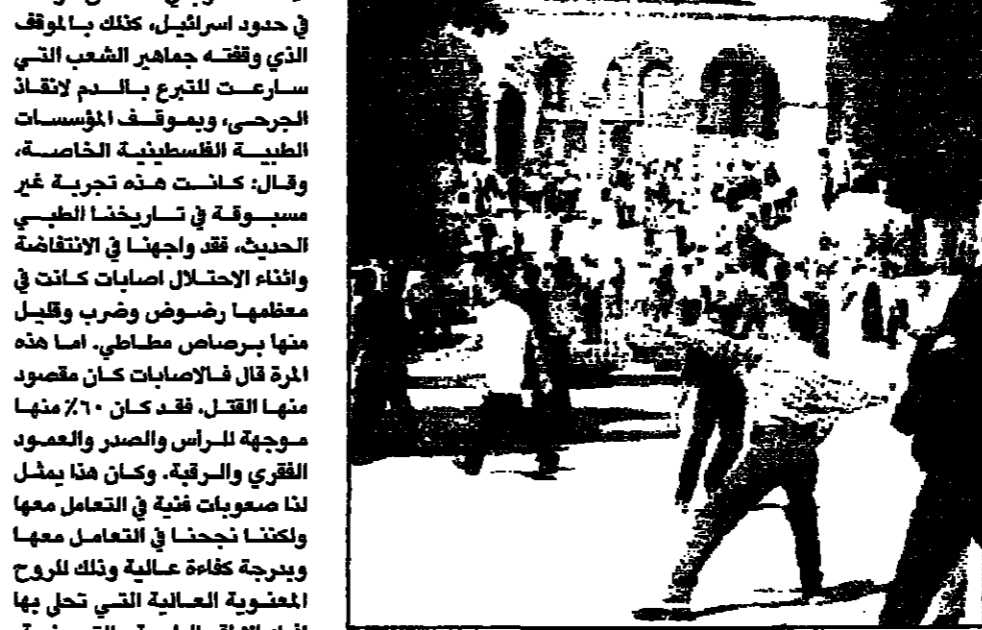 في حدود اسرائيل، كذلك بالموقف
الذي وقفته جماهير الشعب التي
سارعت للتبرع بالدم لانقاذ
الجرحى، وبموقف المؤسسات
الطبية الفلسطينية الخاصة،
وقال: كانت هذه تجربة غير
مسبوقة في تاريخنا الطبي
الحديث، فقد واجهنا في الانتفاضة
واثناء الاحتلال اصابات كانت في
معظمها رضوض وضرب وقليل
منها برصاص مطاطي. اما هذه
المرة قال فالاصابات كان مقصود
منها القتل، فقد كان ٦٠٪ منها
موجهة للراس والصدر والعمود
الفقري والرقبة. وكان هذا يمثل
لنا صعوبات فنية في التعامل معها
ولكننا نجحنا في التعامل معها
وبدرجة كفاءة عالية وذلك للروح
المعنوية العالية التي تحلى بها